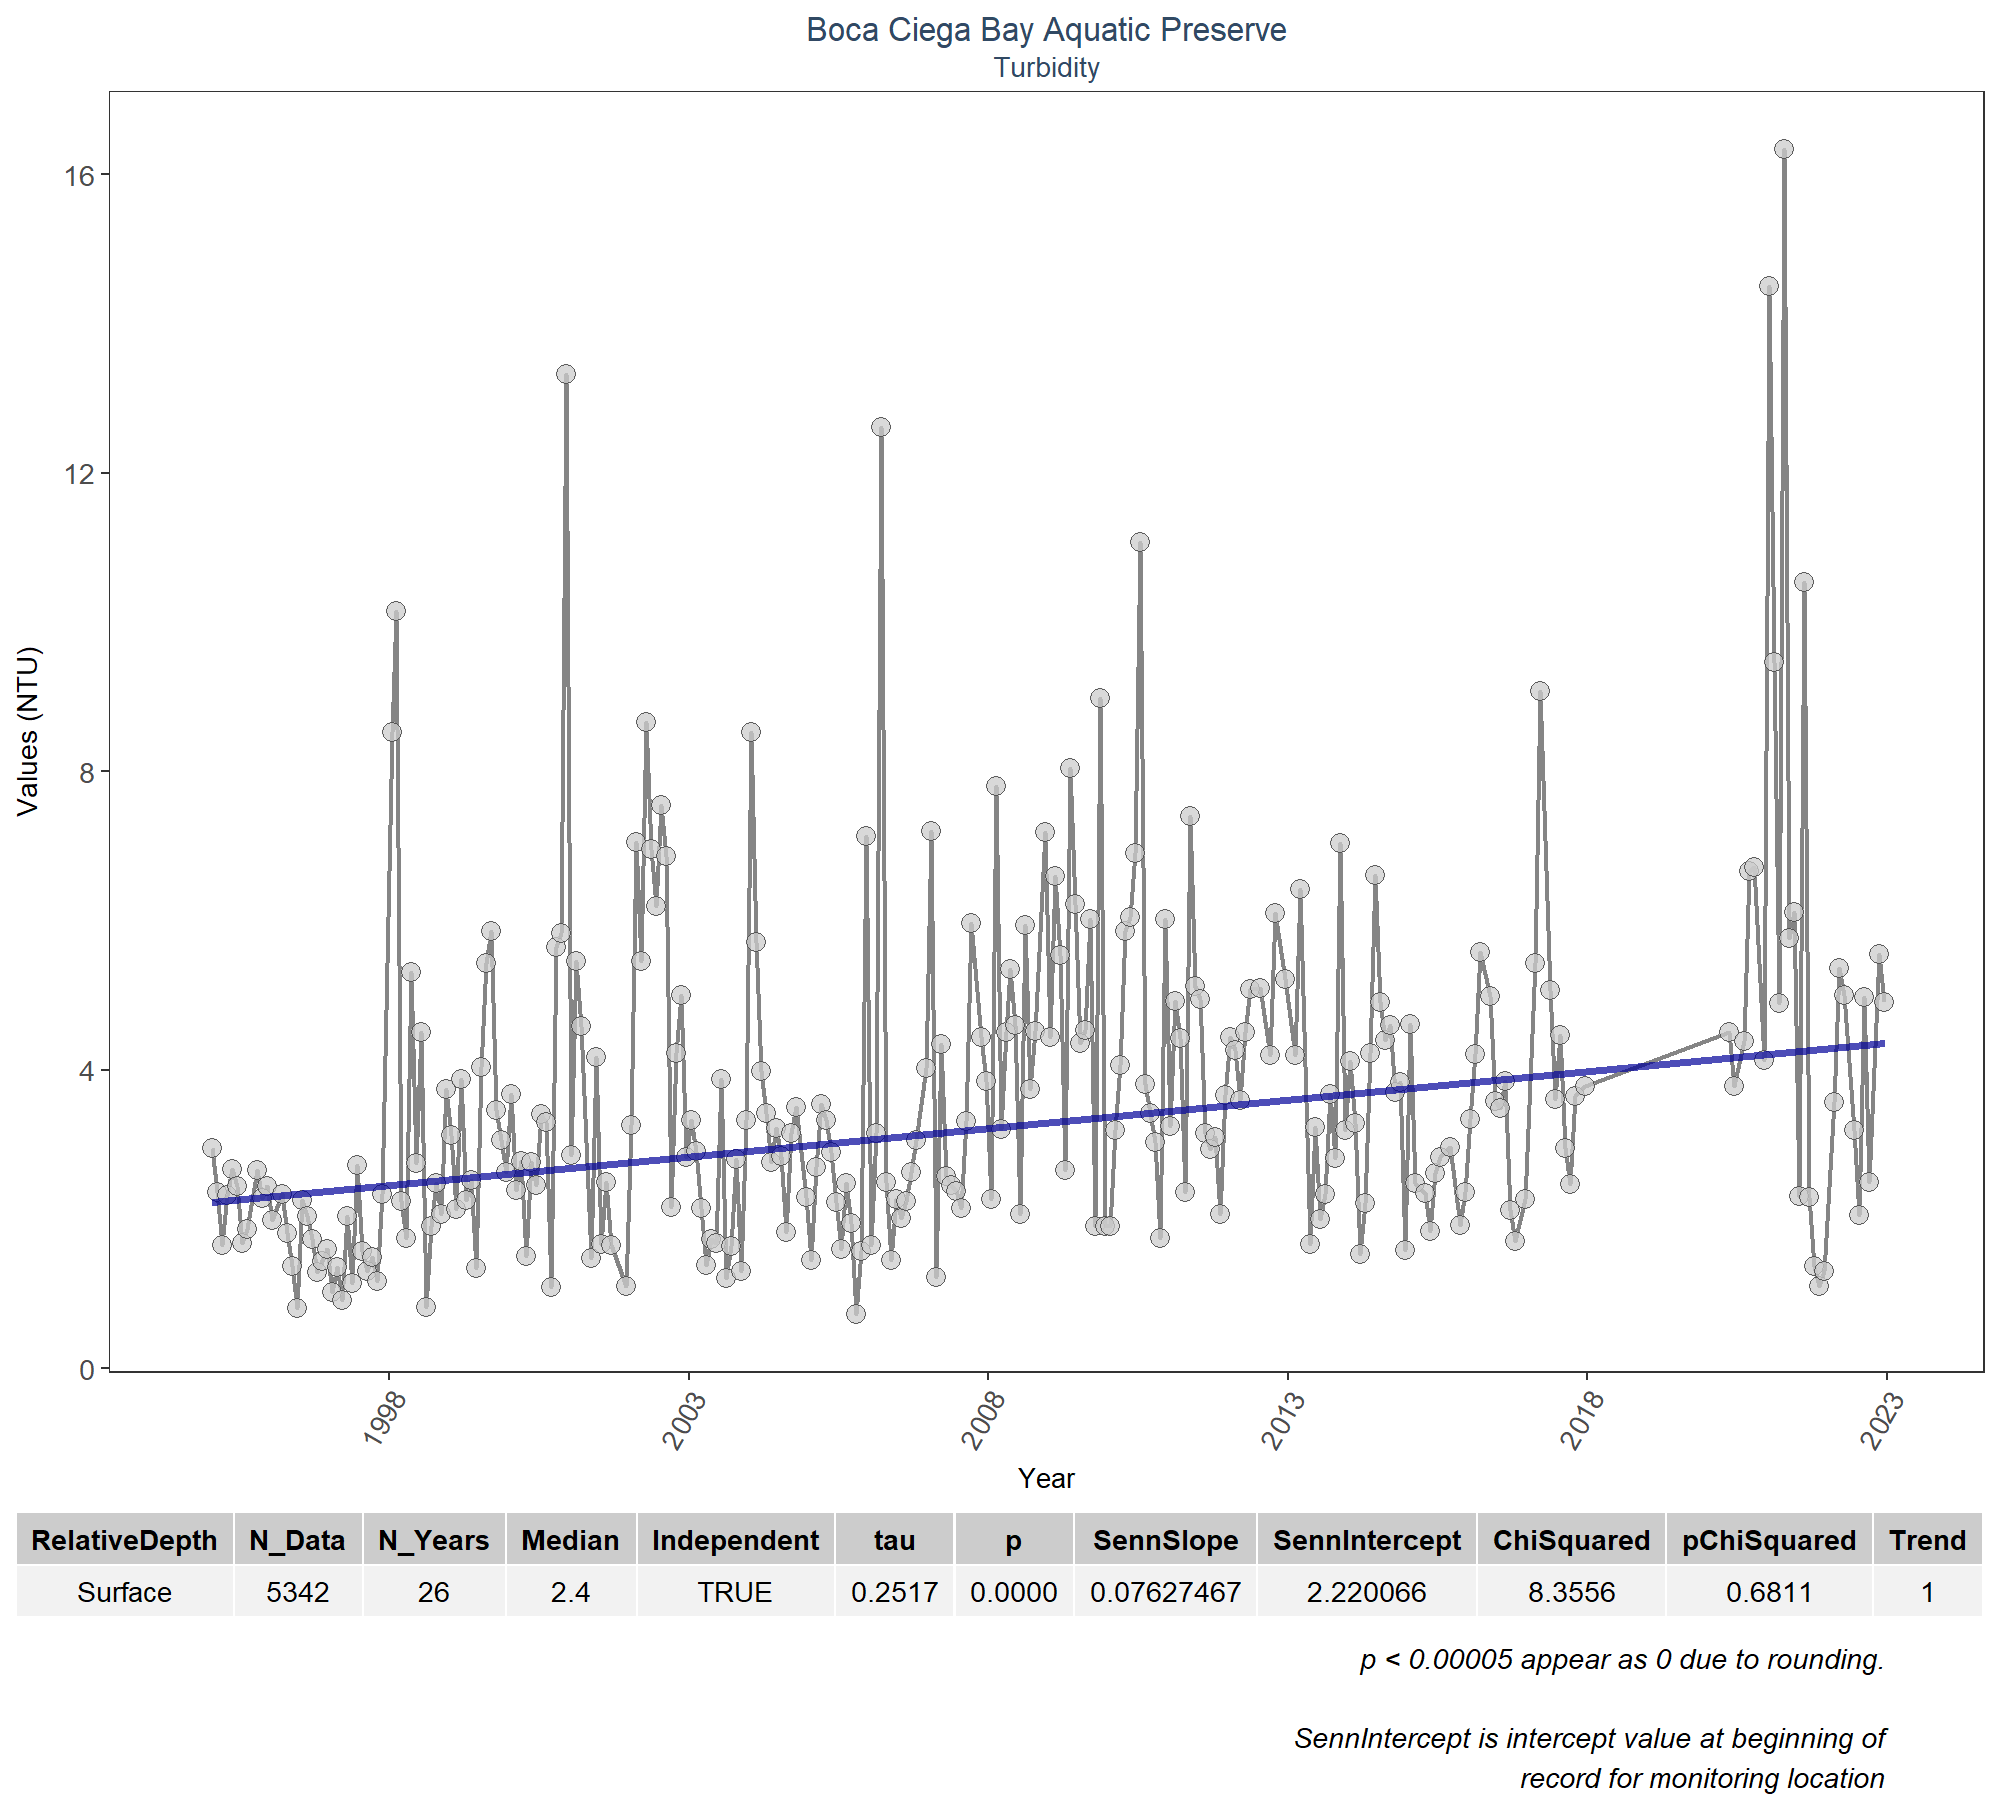 Boca Ciega Bay Aquatic Preserve
Turbidity
16
12
8
4
0
Values (NTU)
1998
2003
2008
2013
2018
2023
Year
RelativeDepth N_Data N_Years Median Independent tau p SennSlope SennIntercept ChiSquared pChiSquared Trend
Surface 5342 26 2.4 TRUE 0.2517 0.0000 0.07627467 2.220066 8.3556 0.6811 1
p < 0.00005 appear as 0 due to rounding.
SennIntercept is intercept value at beginning of
record for monitoring location